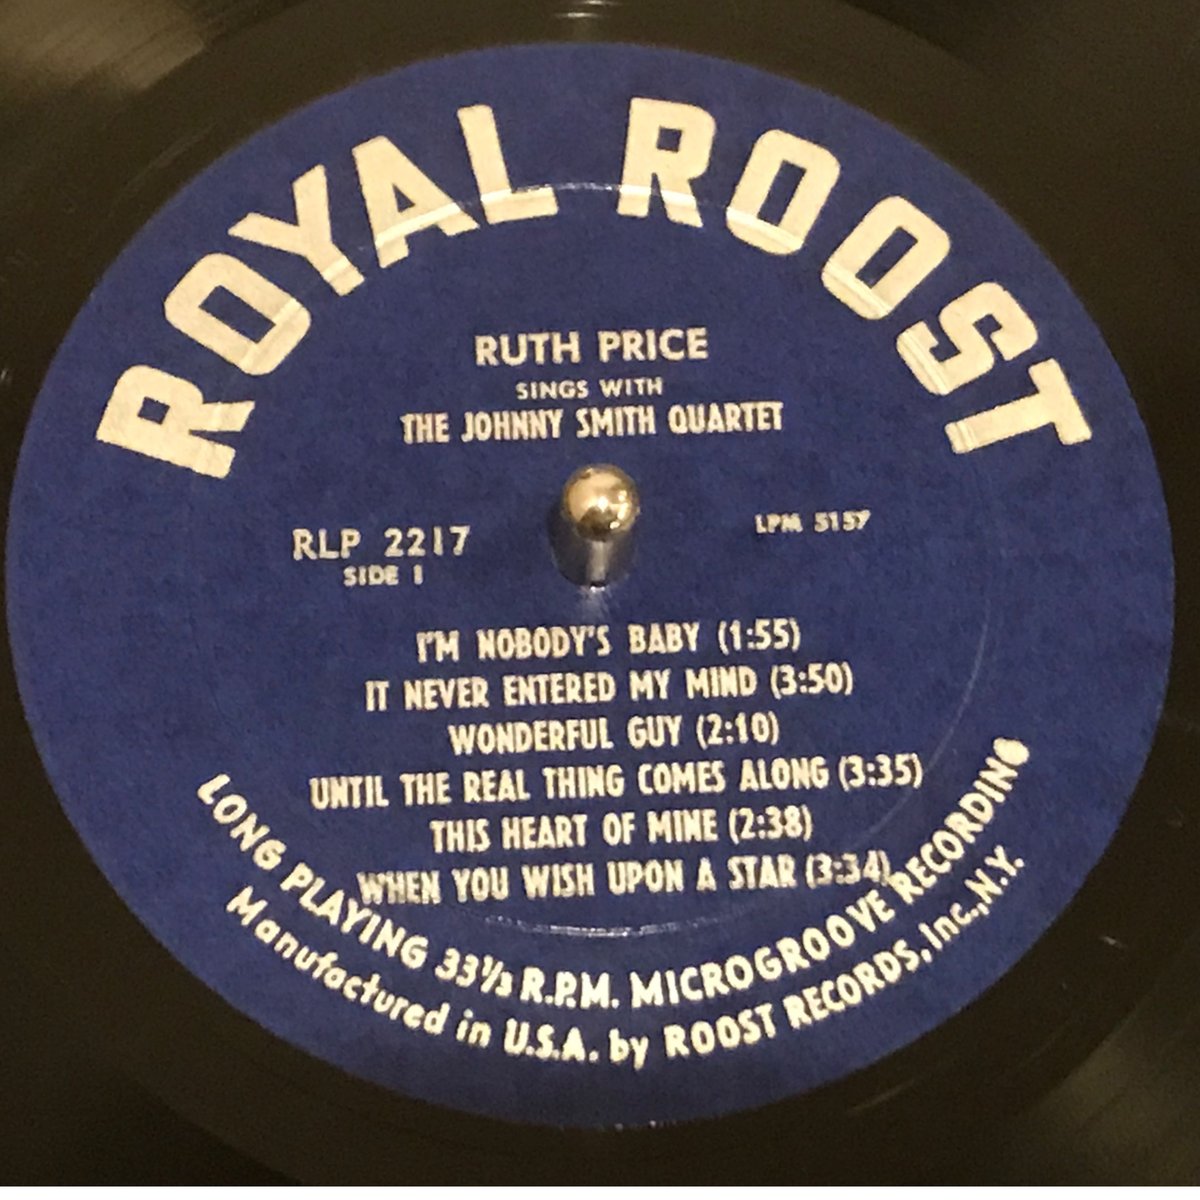 ROYAL ROOST
RUTH PRICE
SINGS WITH
THE JOHNNY SMITH QUARTET
RLP 2217
SIDE 1
LPM 5157
I'M NOBODY'S BABY (1:55)
IT NEVER ENTERED MY MIND (3:50)
WONDERFUL GUY (2:10)
UNTIL THE REAL THING COMES ALONG (3:35)
THIS HEART OF MINE (2:38)
WHEN YOU WISH UPON A STAR (3:34)
LONG PLAYING 33⅓ R.P.M. MICROGROOVE RECORDING
Manufactured in U.S.A. by ROOST RECORDS, Inc., N.Y.